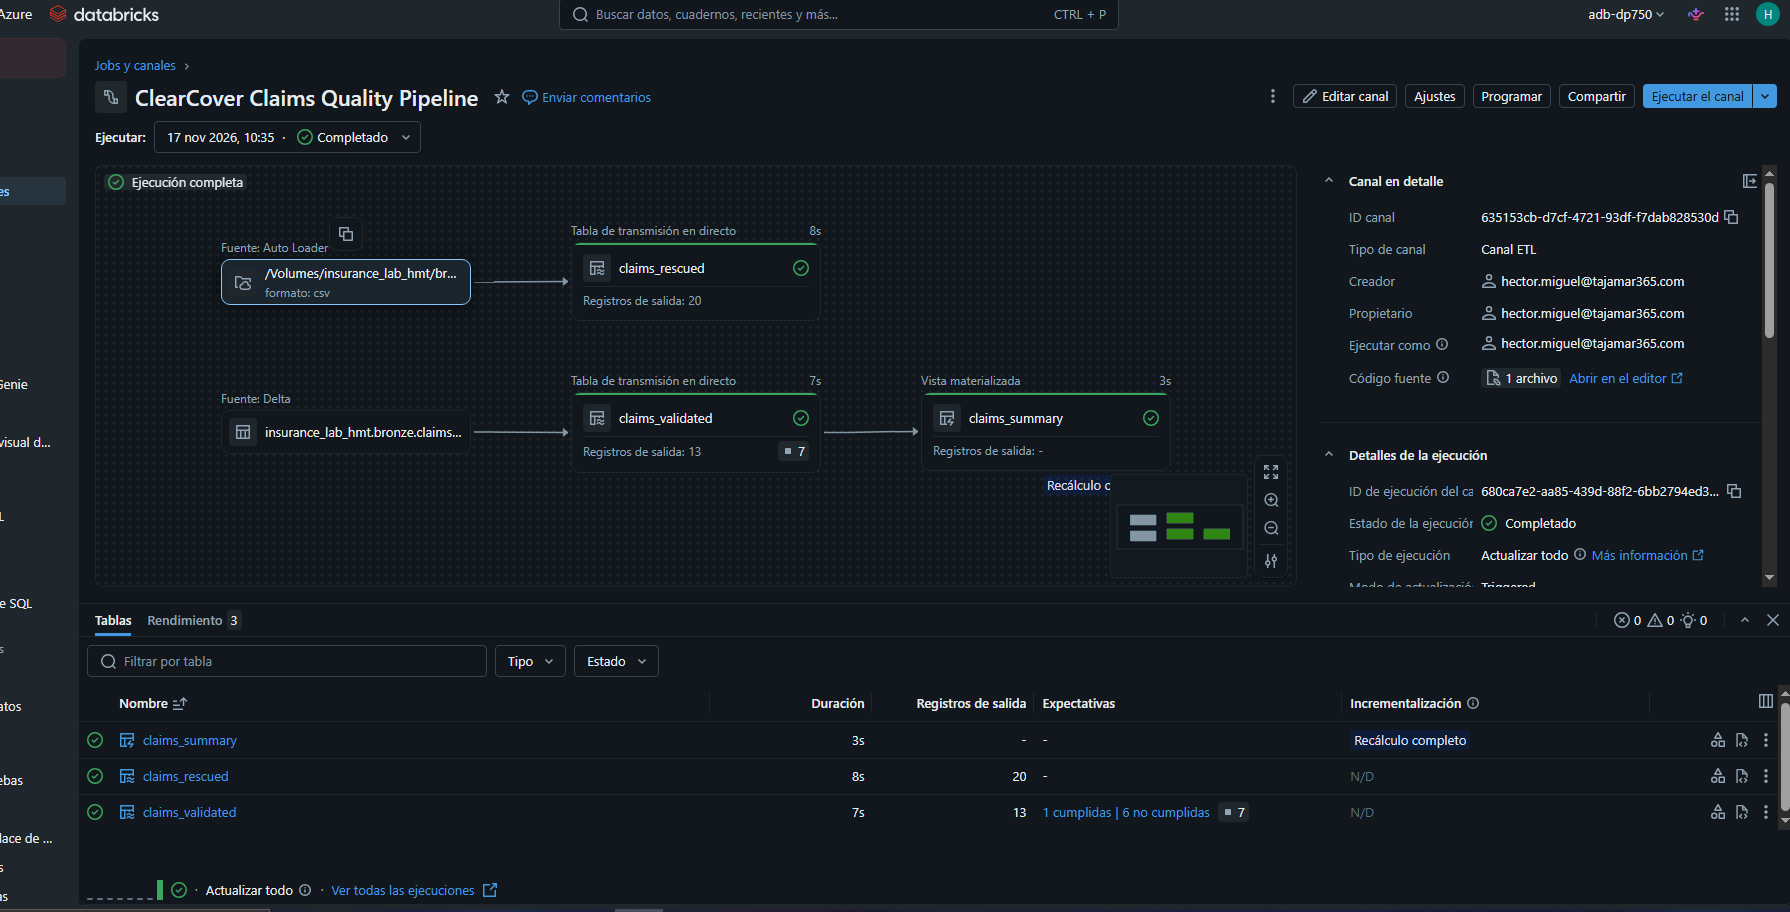 Azure databricks
Buscar datos, cuadernos, recientes y más... CTRL + P
adb-dp750
H
Jobs y canales ›
ClearCover Claims Quality Pipeline
Enviar comentarios
Editar canal
Ajustes
Programar
Compartir
Ejecutar el canal
Ejecutar: 17 nov 2026, 10:35 · Completado
Ejecución completa
Fuente: Auto Loader
/Volumes/insurance_lab_hmt/br...
formato: csv
Tabla de transmisión en directo 8s
claims_rescued
Registros de salida: 20
Fuente: Delta
insurance_lab_hmt.bronze.claims...
Tabla de transmisión en directo 7s
claims_validated
Registros de salida: 13 7
Vista materializada 3s
claims_summary
Registros de salida: -
Recálculo c
Canal en detalle
ID canal 635153cb-d7cf-4721-93df-f7dab828530d
Tipo de canal Canal ETL
Creador hector.miguel@tajamar365.com
Propietario hector.miguel@tajamar365.com
Ejecutar como hector.miguel@tajamar365.com
Código fuente 1 archivo Abrir en el editor
Detalles de la ejecución
ID de ejecución del ca 680ca7e2-aa85-439d-88f2-6bb2794ed3...
Estado de la ejecución Completado
Tipo de ejecución Actualizar todo Más información
Modo de actualizació Triggered
es
Genie
visual d...
L
e SQL
s
atos
ebas
lace de ...
s
as
Tablas
Rendimiento 3
0 0 0
Filtrar por tabla
Tipo
Estado
Nombre Duración Registros de salida Expectativas Incrementalización
claims_summary 3s - - Recálculo completo
claims_rescued 8s 20 - N/D
claims_validated 7s 13 1 cumplidas | 6 no cumplidas 7 N/D
· Actualizar todo · Ver todas las ejecuciones